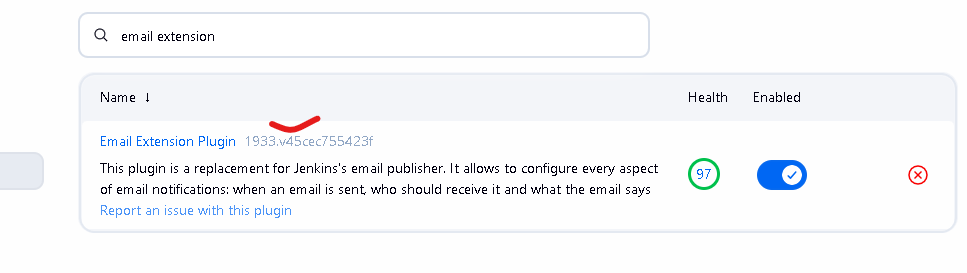 email extension
Name ↓ Health Enabled
Email Extension Plugin 1933.v45cec755423f
This plugin is a replacement for Jenkins's email publisher. It allows to configure every aspect
of email notifications: when an email is sent, who should receive it and what the email says
97
Report an issue with this plugin